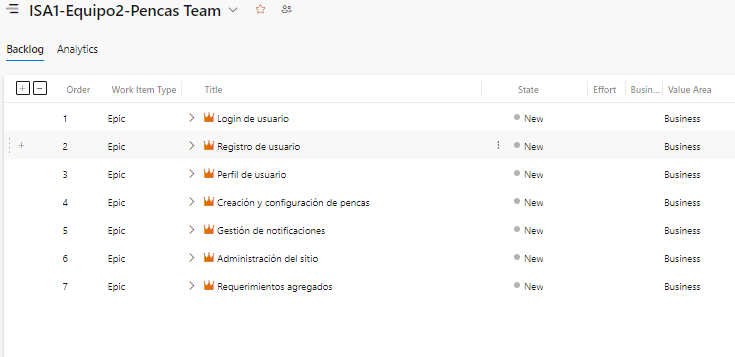 ISA1-Equipo2-Pencas Team
Backlog Analytics
Order Work Item Type Title State Effort Busin... Value Area
1 Epic Login de usuario New Business
2 Epic Registro de usuario New Business
3 Epic Perfil de usuario New Business
4 Epic Creación y configuración de pencas New Business
5 Epic Gestión de notificaciones New Business
6 Epic Administración del sitio New Business
7 Epic Requerimientos agregados New Business